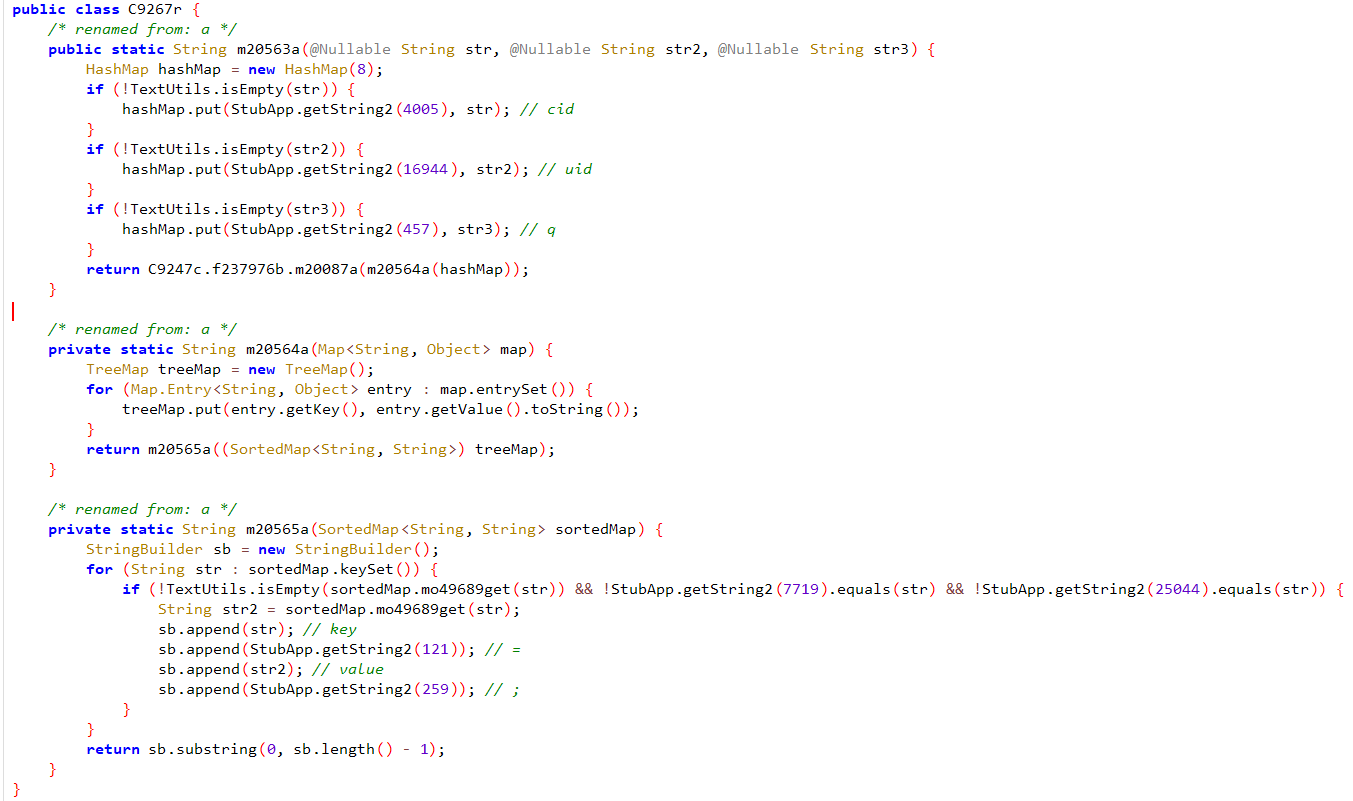 public class C9267r {
    /* renamed from: a */
    public static String m20563a(@Nullable String str, @Nullable String str2, @Nullable String str3) {
        HashMap hashMap = new HashMap(8);
        if (!TextUtils.isEmpty(str)) {
            hashMap.put(StubApp.getString2(4005), str); // cid
        }
        if (!TextUtils.isEmpty(str2)) {
            hashMap.put(StubApp.getString2(16944), str2); // uid
        }
        if (!TextUtils.isEmpty(str3)) {
            hashMap.put(StubApp.getString2(457), str3); // q
        }
        return C9247c.f237976b.m20087a(m20564a(hashMap));
    }

    /* renamed from: a */
    private static String m20564a(Map<String, Object> map) {
        TreeMap treeMap = new TreeMap();
        for (Map.Entry<String, Object> entry : map.entrySet()) {
            treeMap.put(entry.getKey(), entry.getValue().toString());
        }
        return m20565a((SortedMap<String, String>) treeMap);
    }

    /* renamed from: a */
    private static String m20565a(SortedMap<String, String> sortedMap) {
        StringBuilder sb = new StringBuilder();
        for (String str : sortedMap.keySet()) {
            if (!TextUtils.isEmpty(sortedMap.mo49689get(str)) && !StubApp.getString2(7719).equals(str) && !StubApp.getString2(25044).equals(str)) {
                String str2 = sortedMap.mo49689get(str);
                sb.append(str); // key
                sb.append(StubApp.getString2(121)); // =
                sb.append(str2); // value
                sb.append(StubApp.getString2(259)); // ;
            }
        }
        return sb.substring(0, sb.length() - 1);
    }
}